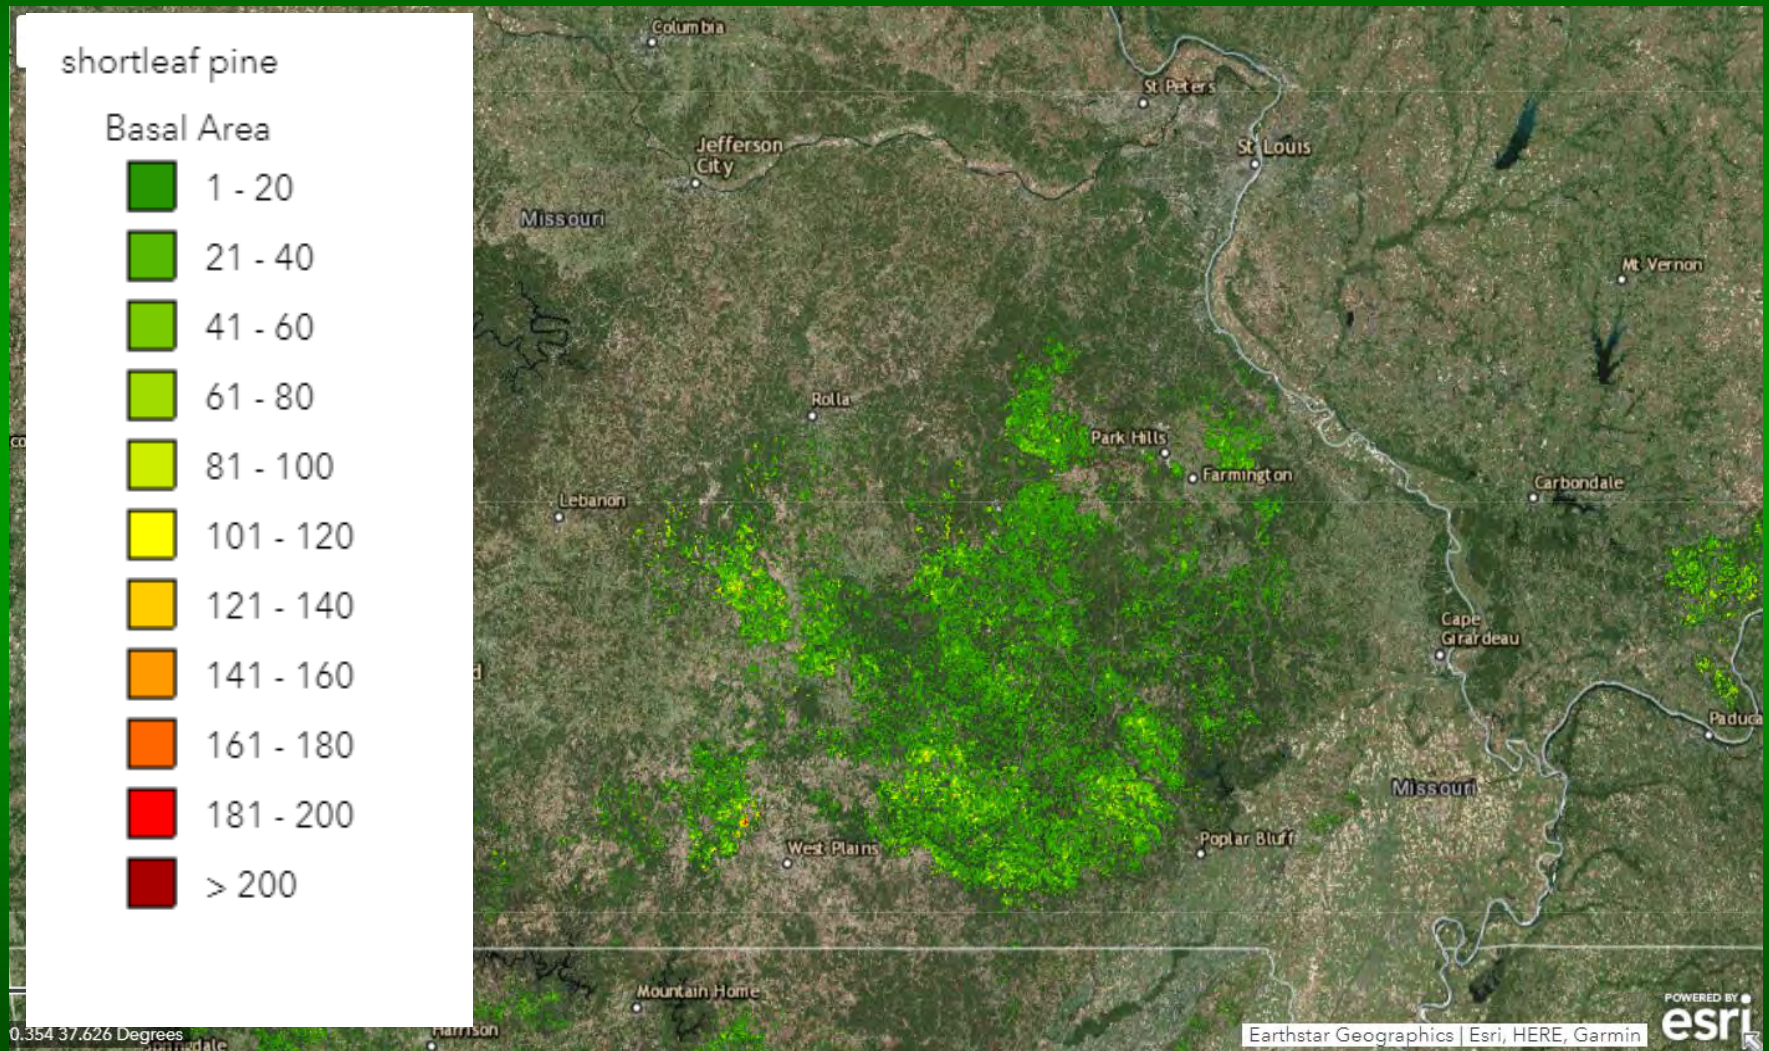 shortleaf pine
Basal Area
1 - 20
21 - 40
41 - 60
61 - 80
81 - 100
101 - 120
121 - 140
141 - 160
161 - 180
181 - 200
> 200
Columbia
St Peters
Jefferson
City
St Louis
Missouri
Mt Vernon
Rolla
Park Hills
Farmington
Lebanon
Carbondale
Cape
Girardeau
Paduca
Missouri
Poplar Bluff
West Plains
Mountain Home
Harrison
0.354 37.626 Degrees
Earthstar Geographics | Esri, HERE, Garmin
POWERED BY
esri